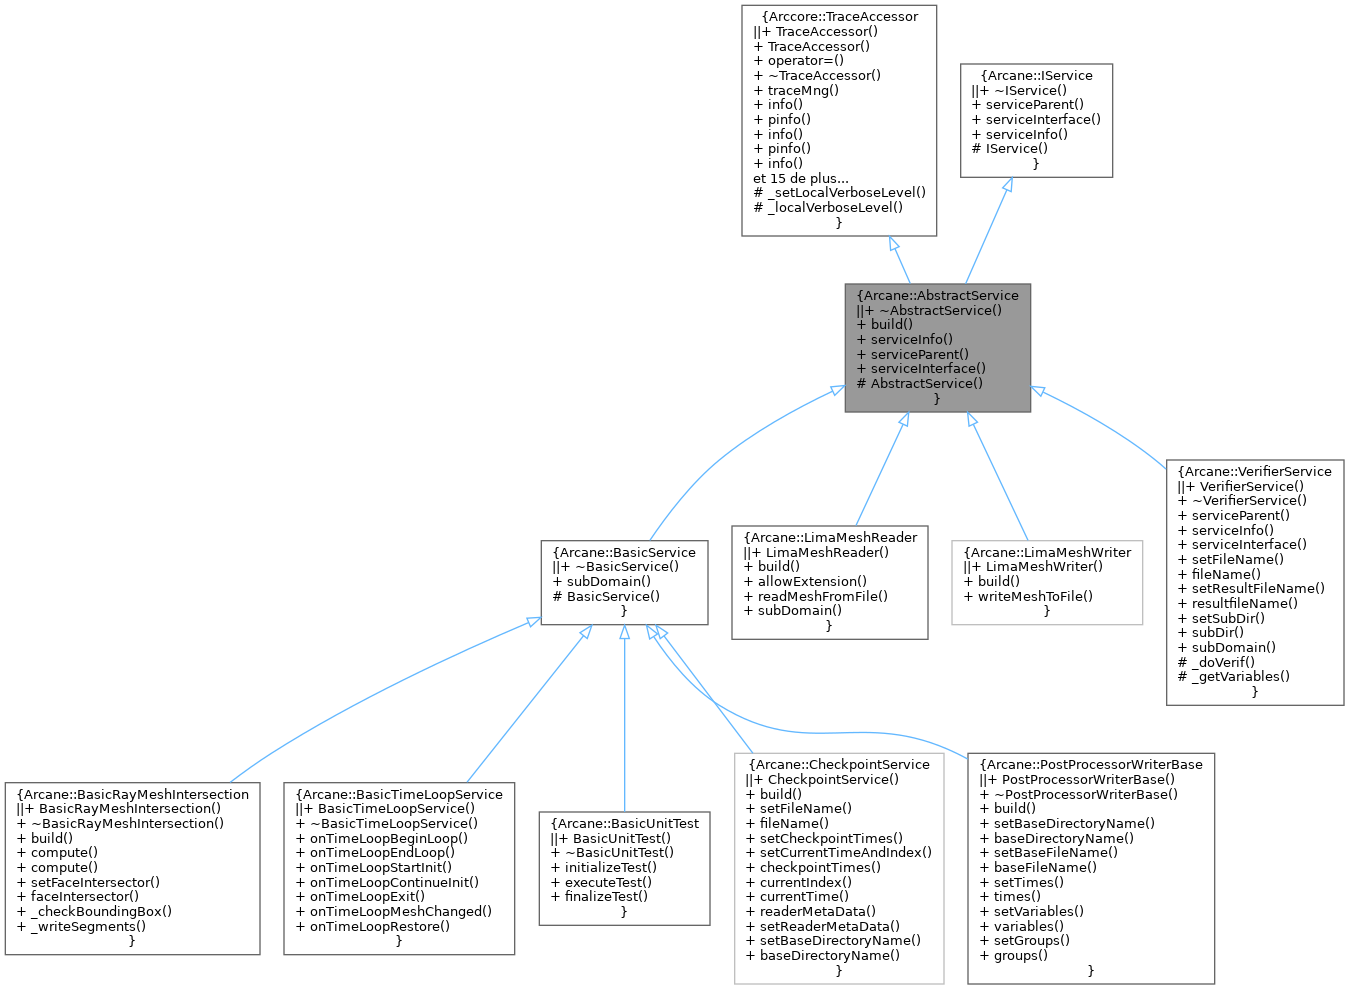 {Arccore::TraceAccessor
||+ TraceAccessor()
+ TraceAccessor()
+ operator=()
+ ~TraceAccessor()
+ traceMng()
+ info()
+ pinfo()
+ info()
+ pinfo()
+ info()
et 15 de plus...
# _setLocalVerboseLevel()
# _localVerboseLevel()
}
{Arcane::IService
||+ ~IService()
+ serviceParent()
+ serviceInterface()
+ serviceInfo()
# IService()
}
{Arcane::AbstractService
||+ ~AbstractService()
+ build()
+ serviceInfo()
+ serviceParent()
+ serviceInterface()
# AbstractService()
}
{Arcane::BasicService
||+ ~BasicService()
+ subDomain()
# BasicService()
}
{Arcane::LimaMeshReader
||+ LimaMeshReader()
+ build()
+ allowExtension()
+ readMeshFromFile()
+ subDomain()
}
{Arcane::LimaMeshWriter
||+ LimaMeshWriter()
+ build()
+ writeMeshToFile()
}
{Arcane::VerifierService
||+ VerifierService()
+ ~VerifierService()
+ serviceParent()
+ serviceInfo()
+ serviceInterface()
+ setFileName()
+ fileName()
+ setResultFileName()
+ resultfileName()
+ setSubDir()
+ subDir()
+ subDomain()
# _doVerif()
# _getVariables()
}
{Arcane::BasicRayMeshIntersection
||+ BasicRayMeshIntersection()
+ ~BasicRayMeshIntersection()
+ build()
+ compute()
+ compute()
+ setFaceIntersector()
+ faceIntersector()
+ _checkBoundingBox()
+ _writeSegments()
}
{Arcane::BasicTimeLoopService
||+ BasicTimeLoopService()
+ ~BasicTimeLoopService()
+ onTimeLoopBeginLoop()
+ onTimeLoopEndLoop()
+ onTimeLoopStartInit()
+ onTimeLoopContinueInit()
+ onTimeLoopExit()
+ onTimeLoopMeshChanged()
+ onTimeLoopRestore()
}
{Arcane::BasicUnitTest
||+ BasicUnitTest()
+ ~BasicUnitTest()
+ initializeTest()
+ executeTest()
+ finalizeTest()
}
{Arcane::CheckpointService
||+ CheckpointService()
+ build()
+ setFileName()
+ fileName()
+ setCheckpointTimes()
+ setCurrentTimeAndIndex()
+ checkpointTimes()
+ currentIndex()
+ currentTime()
+ readerMetaData()
+ setReaderMetaData()
+ setBaseDirectoryName()
+ baseDirectoryName()
}
{Arcane::PostProcessorWriterBase
||+ PostProcessorWriterBase()
+ ~PostProcessorWriterBase()
+ build()
+ setBaseDirectoryName()
+ baseDirectoryName()
+ setBaseFileName()
+ baseFileName()
+ setTimes()
+ times()
+ setVariables()
+ variables()
+ setGroups()
+ groups()
}